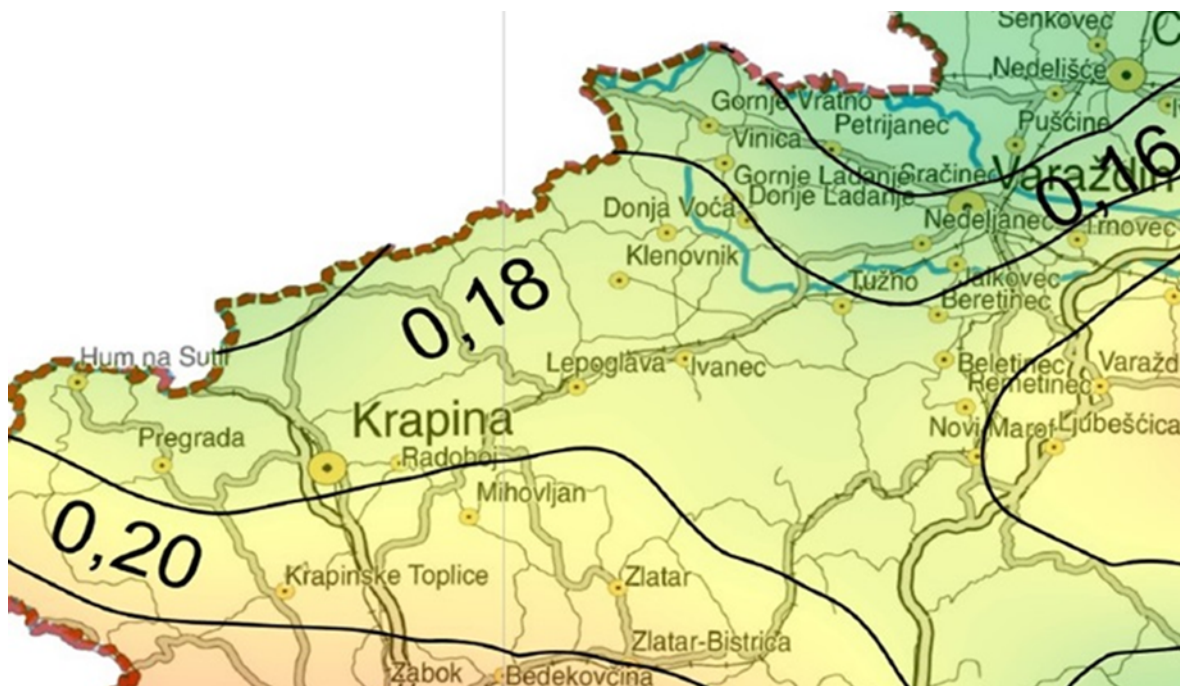 Senkovec
Nedelišće
Gornje Vratno
Petrijanec
Puščine
Vinica
0,16
Gornje Ladanje
Sračinec
Varaždin
Donje Ladanje
Donja Voća
Nedeljanec
Trnovec
Klenovnik
Tužno
Jalkovec
Beretinec
0,18
Hum na Sutli
Lepoglava
Ivanec
Beletinec
Varažd
Remetinec
Krapina
Novi Marof
Ljubešćica
Pregrada
Radoboj
Mihovljan
0,20
Krapinske Toplice
Zlatar
Zlatar-Bistrica
Zabok
Bedekovčina